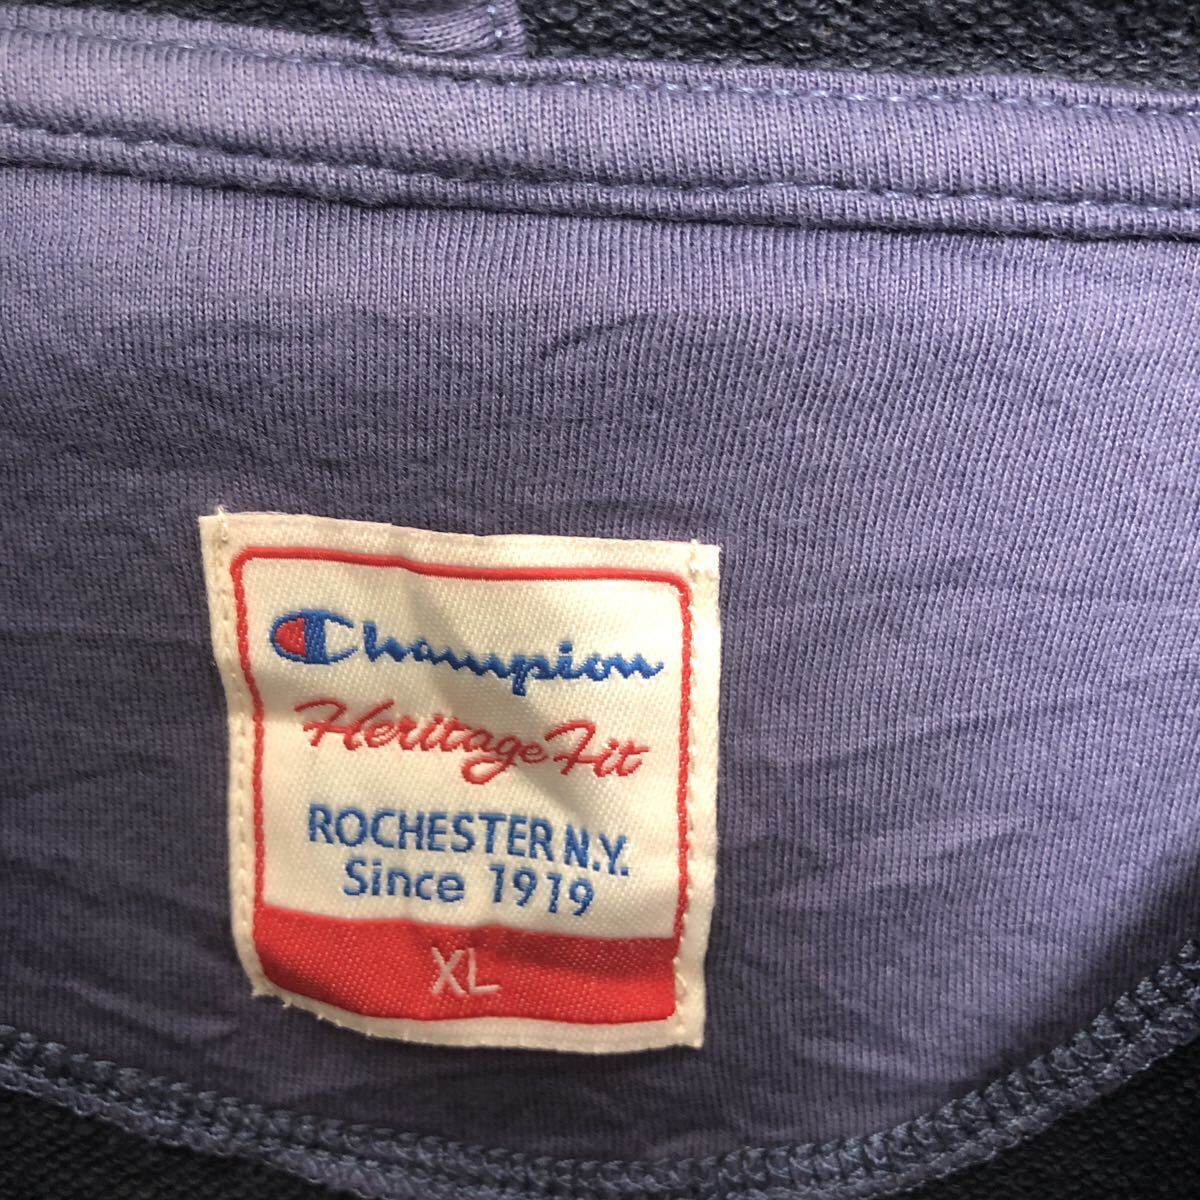 Champion
Heritage Fit
ROCHESTER N.Y.
Since 1919
XL